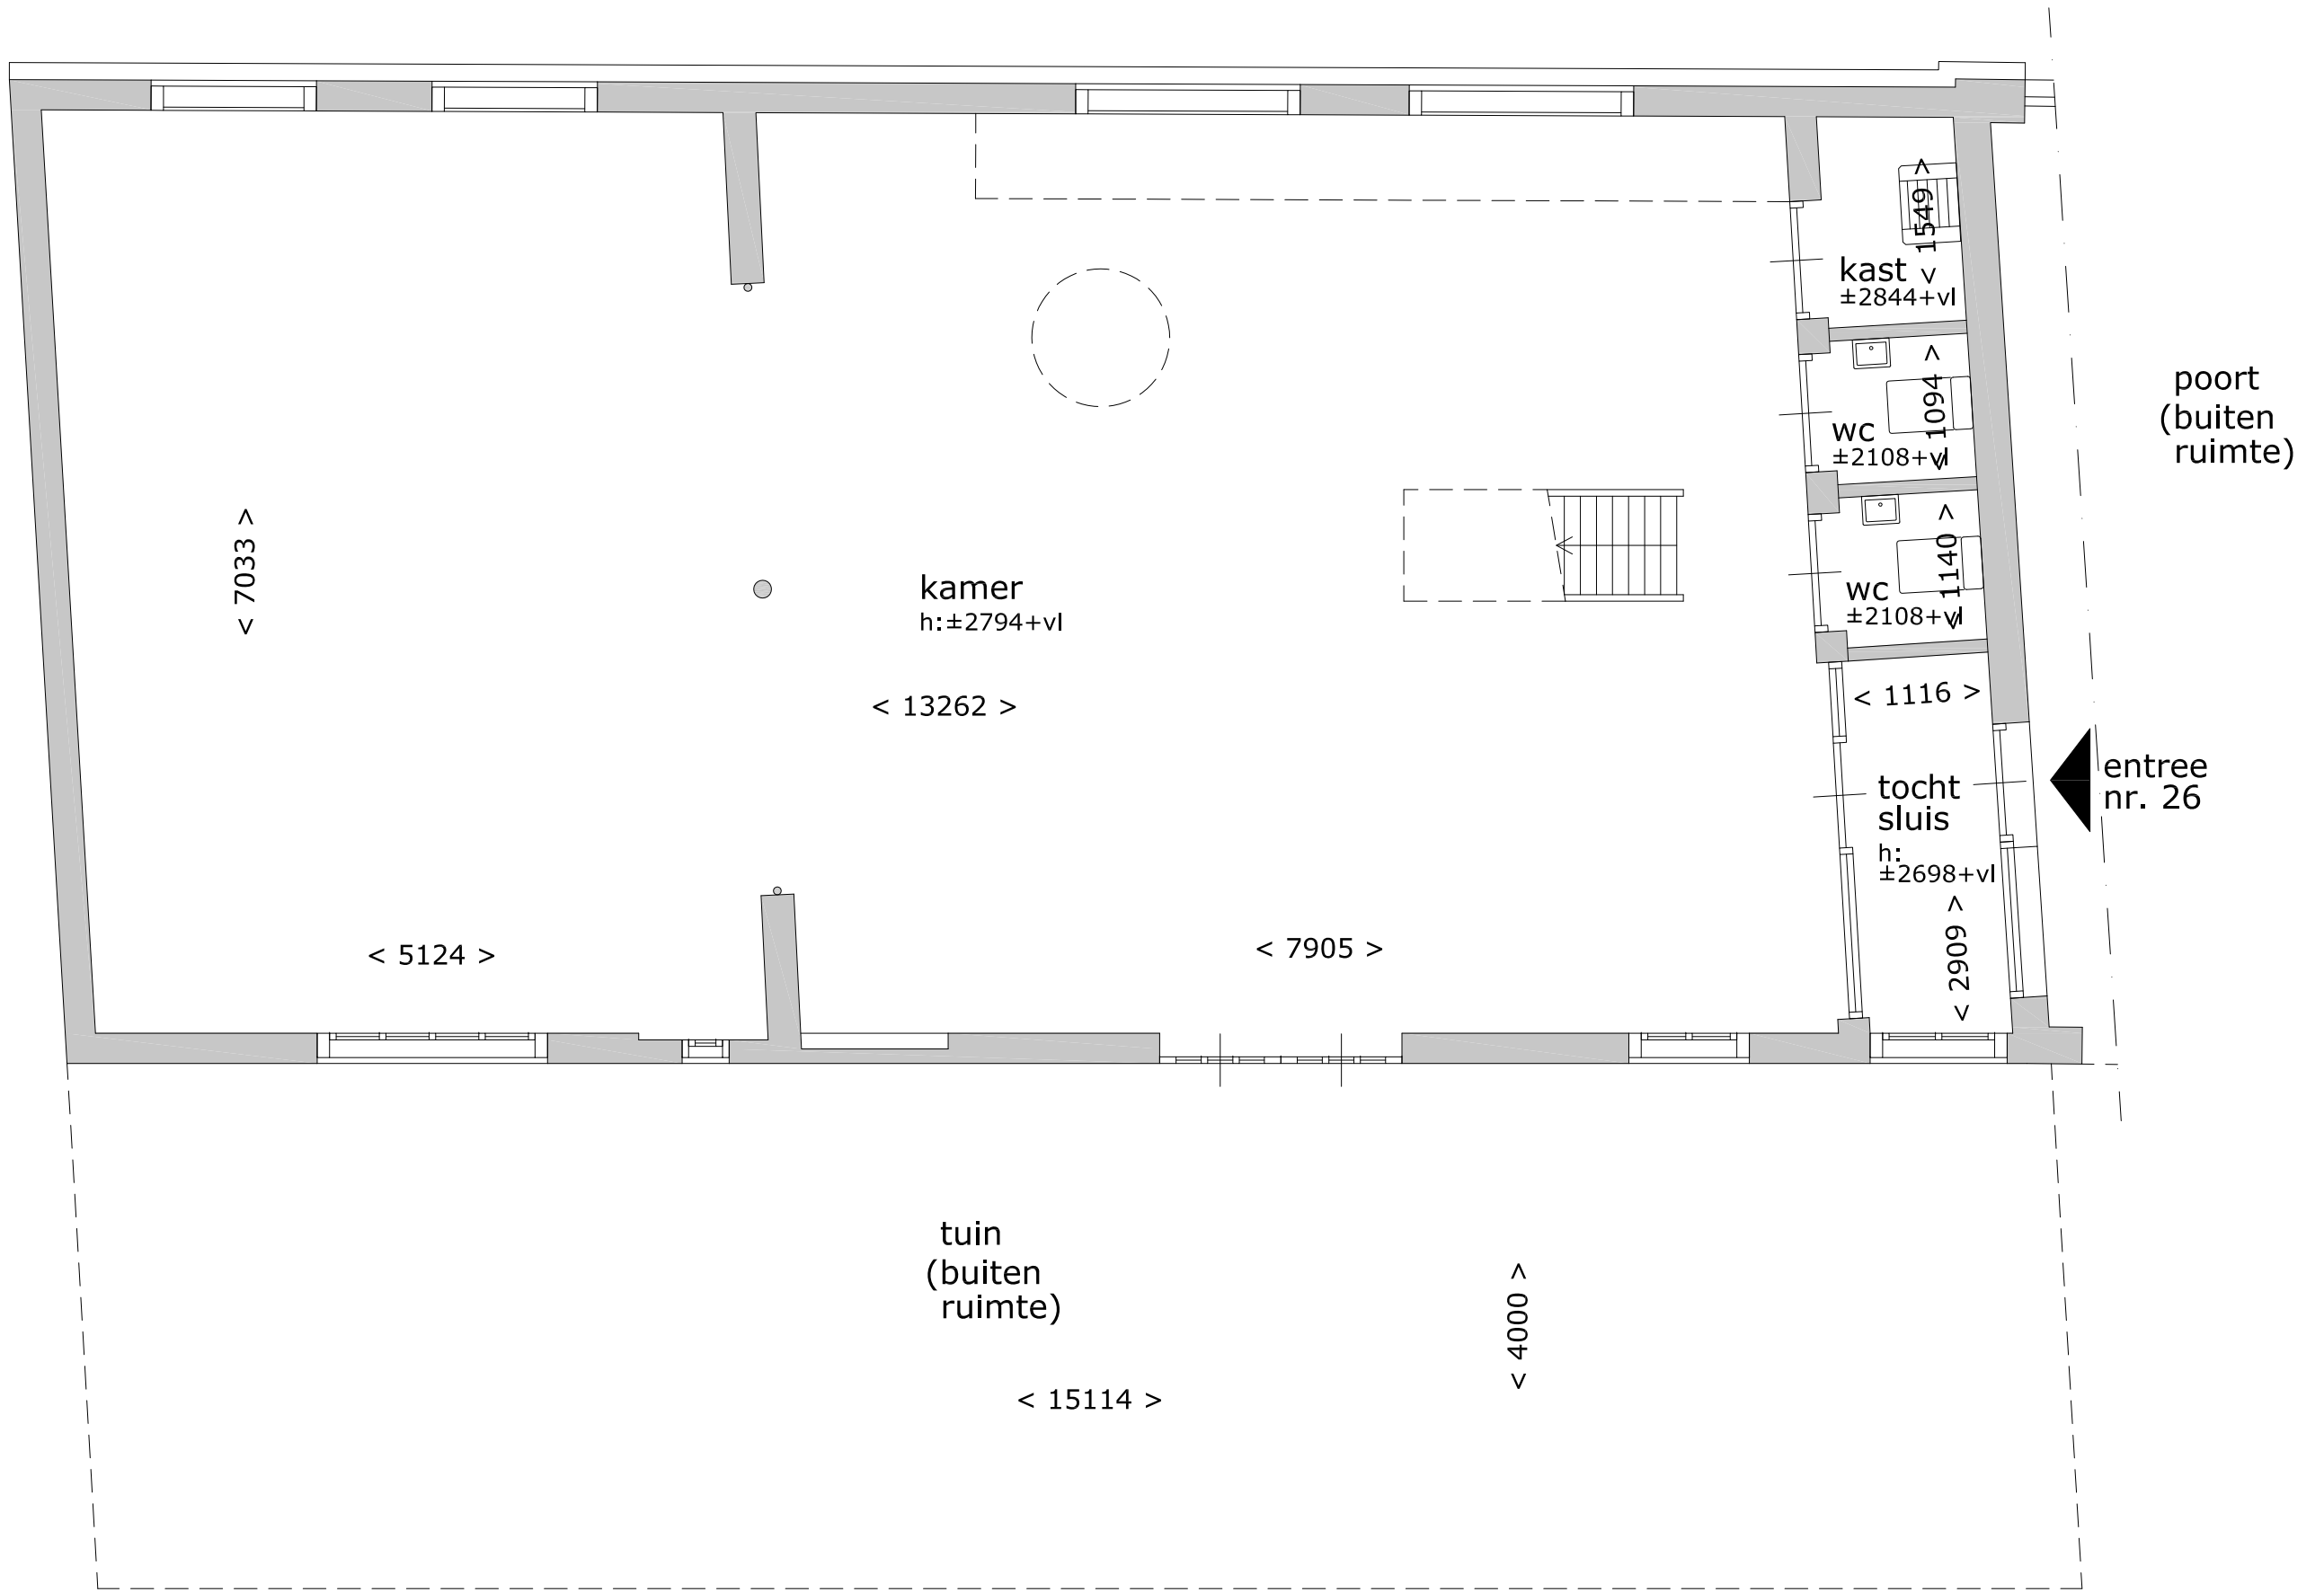 < 1549 >
kast
±2844+vl
< 1094 >
wc
±2108+vl
poort
(buiten
ruimte)
< 7033 >
kamer
h:±2794+vl
< 13262 >
< 1140 >
wc
±2108+vl
< 1116 >
tocht
sluis
h:
±2698+vl
entree
nr. 26
< 5124 >
< 7905 >
< 2909 >
tuin
(buiten
ruimte)
< 4000 >
< 15114 >